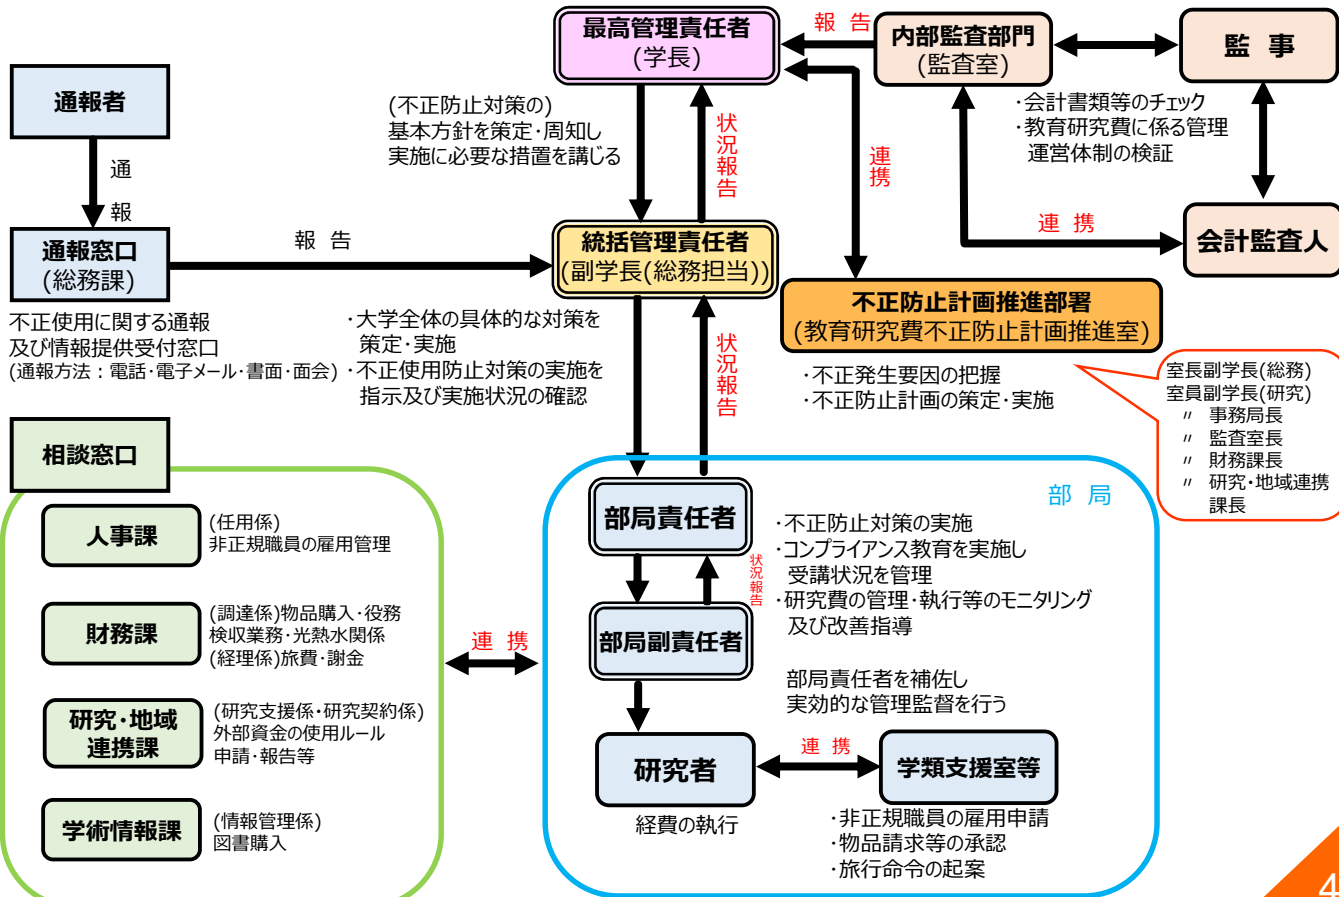 最高管理責任者
(学長)
報 告
内部監査部門
(監査室)
監 事
通報者
(不正防止対策の)
基本方針を策定・周知し
実施に必要な措置を講じる
状況報告
連携
・会計書類等のチェック
・教育研究費に係る管理
運営体制の検証
通
報
連 携
会計監査人
通報窓口
(総務課)
報 告
統括管理責任者
(副学長(総務担当))
不正防止計画推進部署
(教育研究費不正防止計画推進室)
不正使用に関する通報
及び情報提供受付窓口
(通報方法：電話・電子メール・書面・面会)
・大学全体の具体的な対策を
策定・実施
・不正使用防止対策の実施を
指示及び実施状況の確認
状況報告
・不正発生要因の把握
・不正防止計画の策定・実施
室長副学長(総務)
室員副学長(研究)
〃 事務局長
〃 監査室長
〃 財務課長
〃 研究・地域連携
課長
相談窓口
人事課
(任用係)
非正規職員の雇用管理
財務課
(調達係)物品購入・役務
検収業務・光熱水関係
(経理係)旅費・謝金
研究・地域
連携課
(研究支援係・研究契約係)
外部資金の使用ルール
申請・報告等
学術情報課
(情報管理係)
図書購入
連 携
部 局
部局責任者
・不正防止対策の実施
・コンプライアンス教育を実施し
受講状況を管理
・研究費の管理・執行等のモニタリング
及び改善指導
状況報告
部局副責任者
部局責任者を補佐し
実効的な管理監督を行う
研究者
連 携
学類支援室等
経費の執行
・非正規職員の雇用申請
・物品請求等の承認
・旅行命令の起案
4